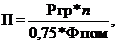 П = Ргр*л / 0,75*Фпом ,